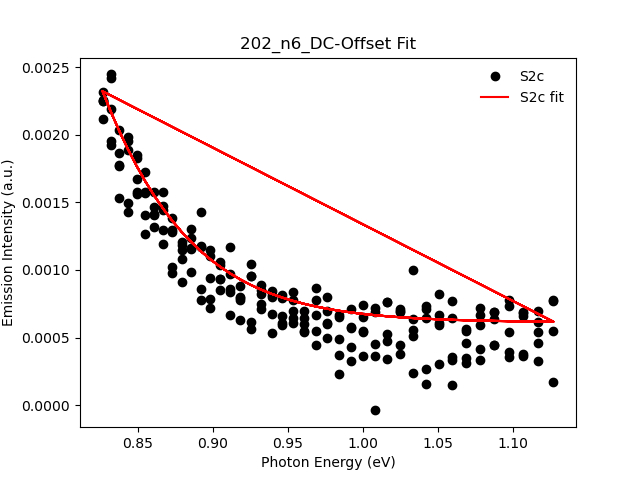 202_n6_DC-Offset Fit
0.0025
0.0020
0.0015
0.0010
0.0005
0.0000
Emission Intensity (a.u.)
S2c
S2c fit
0.85 0.90 0.95 1.00 1.05 1.10
Photon Energy (eV)